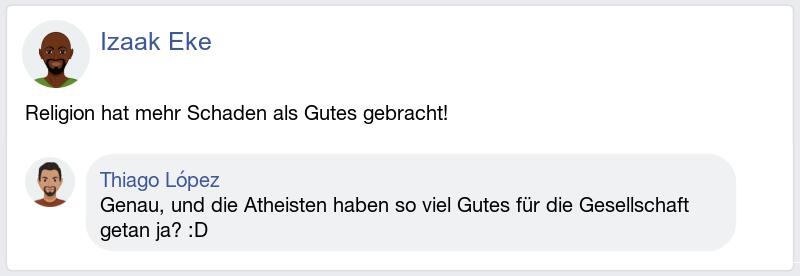 Izaak Eke
Religion hat mehr Schaden als Gutes gebracht!
Thiago López
Genau, und die Atheisten haben so viel Gutes für die Gesellschaft
getan ja? :D